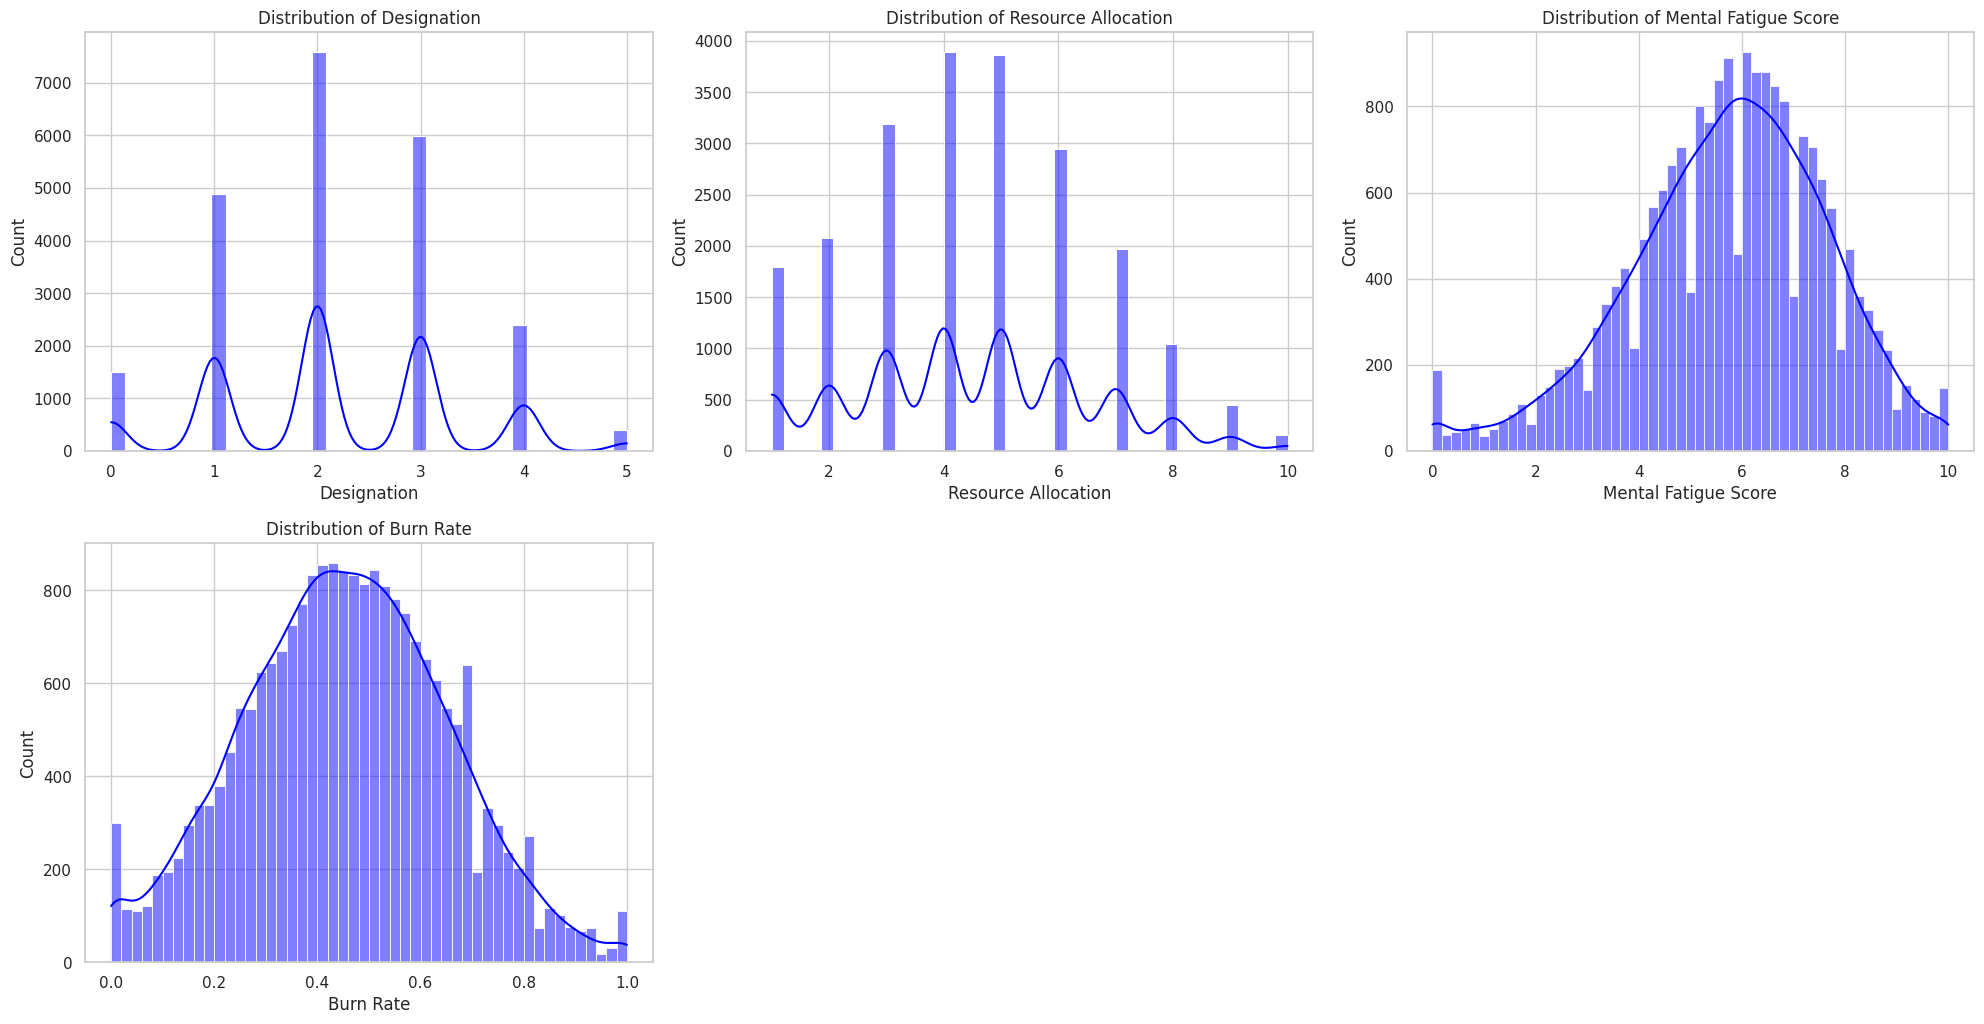 Distribution of Designation
Count
7000
6000
5000
4000
3000
2000
1000
0
0 1 2 3 4 5
Designation
Distribution of Resource Allocation
Count
4000
3500
3000
2500
2000
1500
1000
500
0
2 4 6 8 10
Resource Allocation
Distribution of Mental Fatigue Score
Count
800
600
400
200
0
0 2 4 6 8 10
Mental Fatigue Score
Distribution of Burn Rate
Count
800
600
400
200
0
0.0 0.2 0.4 0.6 0.8 1.0
Burn Rate